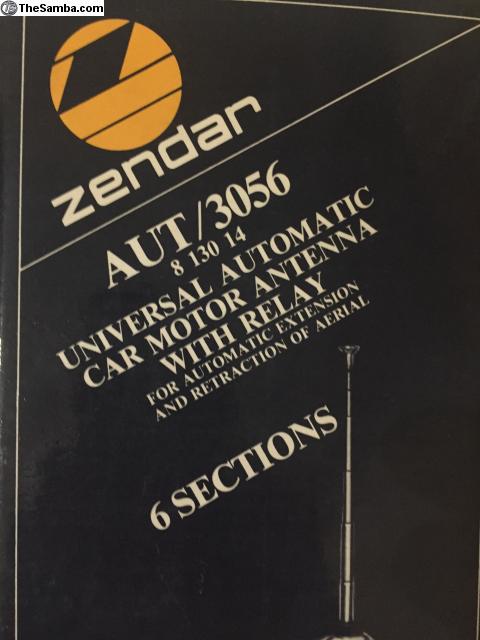 TheSamba.com
zendar
AUT/3056
8 130 14
UNIVERSAL AUTOMATIC
CAR MOTOR ANTENNA
WITH RELAY
FOR AUTOMATIC EXTENSION
AND RETRACTION OF AERIAL
6 SECTIONS